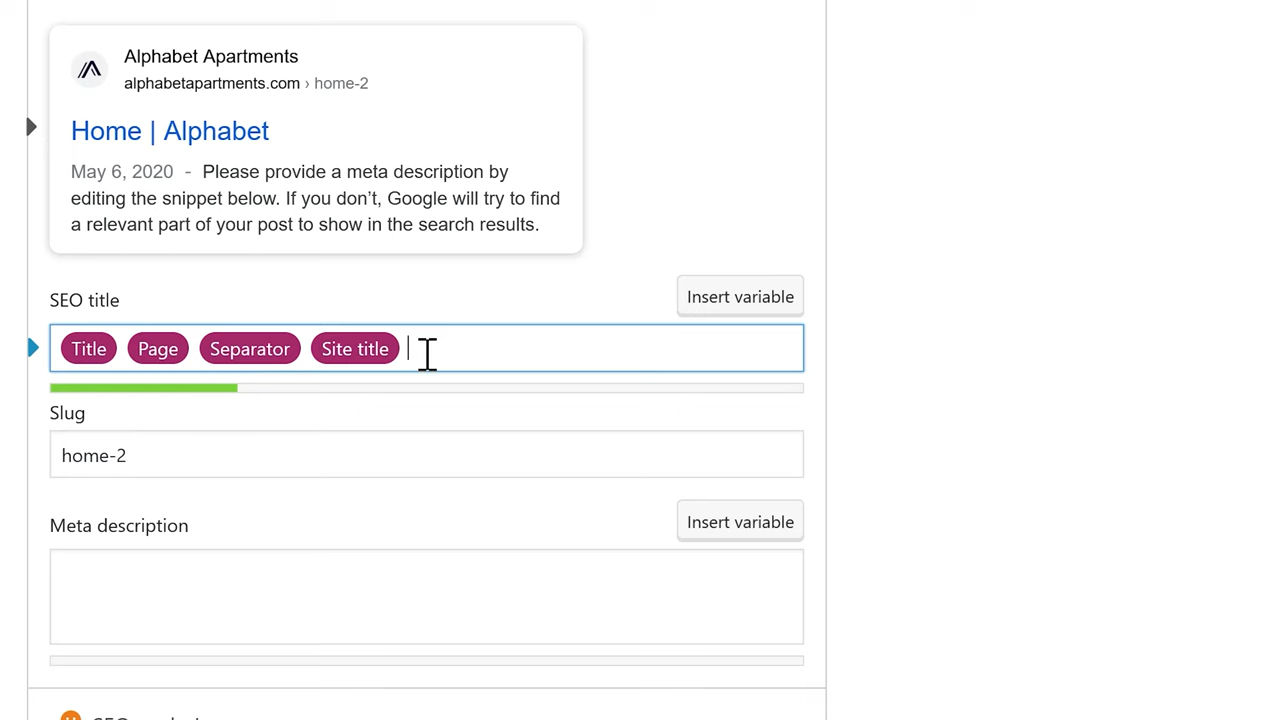 Alphabet Apartments
alphabetapartments.com › home-2
Home | Alphabet
May 6, 2020 - Please provide a meta description by
editing the snippet below. If you don’t, Google will try to find
a relevant part of your post to show in the search results.
SEO title
Insert variable
Title Page Separator Site title
Slug
home-2
Meta description
Insert variable